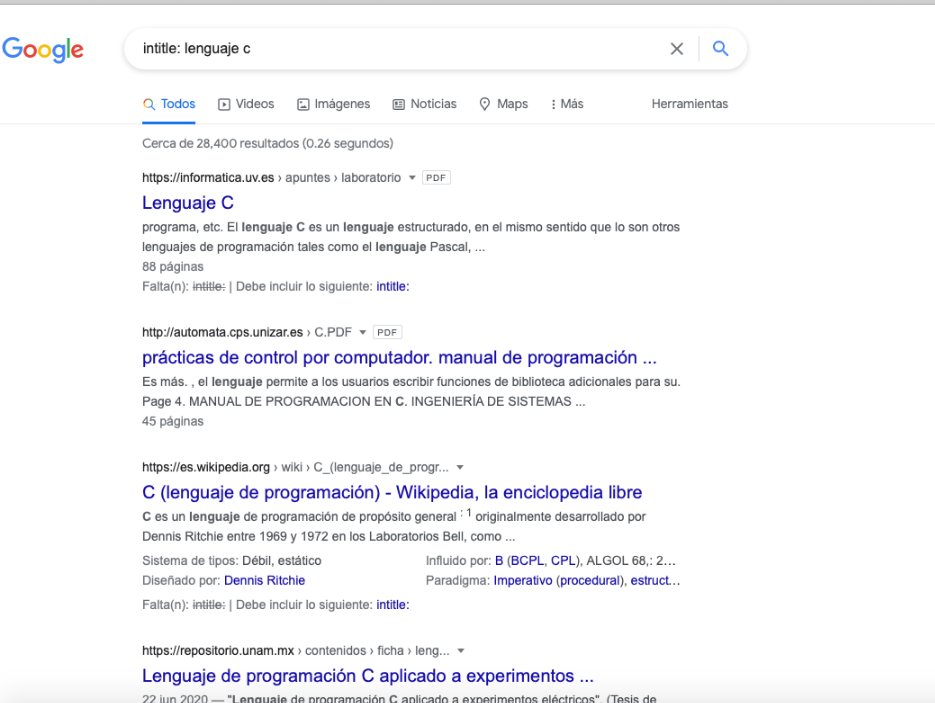 Google
intitle: lenguaje c
Todos Videos Imágenes Noticias Maps Más Herramientas
Cerca de 28,400 resultados (0.26 segundos)
https://informatica.uv.es › apuntes › laboratorio PDF
Lenguaje C
programa, etc. El lenguaje C es un lenguaje estructurado, en el mismo sentido que lo son otros
lenguajes de programación tales como el lenguaje Pascal, ...
88 páginas
Falta(n): intitle: | Debe incluir lo siguiente: intitle:
http://automata.cps.unizar.es › C.PDF PDF
prácticas de control por computador. manual de programación ...
Es más. , el lenguaje permite a los usuarios escribir funciones de biblioteca adicionales para su.
Page 4. MANUAL DE PROGRAMACION EN C. INGENIERÍA DE SISTEMAS ...
45 páginas
https://es.wikipedia.org › wiki › C_(lenguaje_de_progr...
C (lenguaje de programación) - Wikipedia, la enciclopedia libre
C es un lenguaje de programación de propósito general : 1 originalmente desarrollado por
Dennis Ritchie entre 1969 y 1972 en los Laboratorios Bell, como ...
Sistema de tipos: Débil, estático Influido por: B (BCPL, CPL), ALGOL 68,: 2...
Diseñado por: Dennis Ritchie Paradigma: Imperativo (procedural), estruct...
Falta(n): intitle: | Debe incluir lo siguiente: intitle:
https://repositorio.unam.mx › contenidos › ficha › leng...
Lenguaje de programación C aplicado a experimentos ...
22 jun 2020 — "Lenguaje de programación C aplicado a experimentos eléctricos". (Tesis de